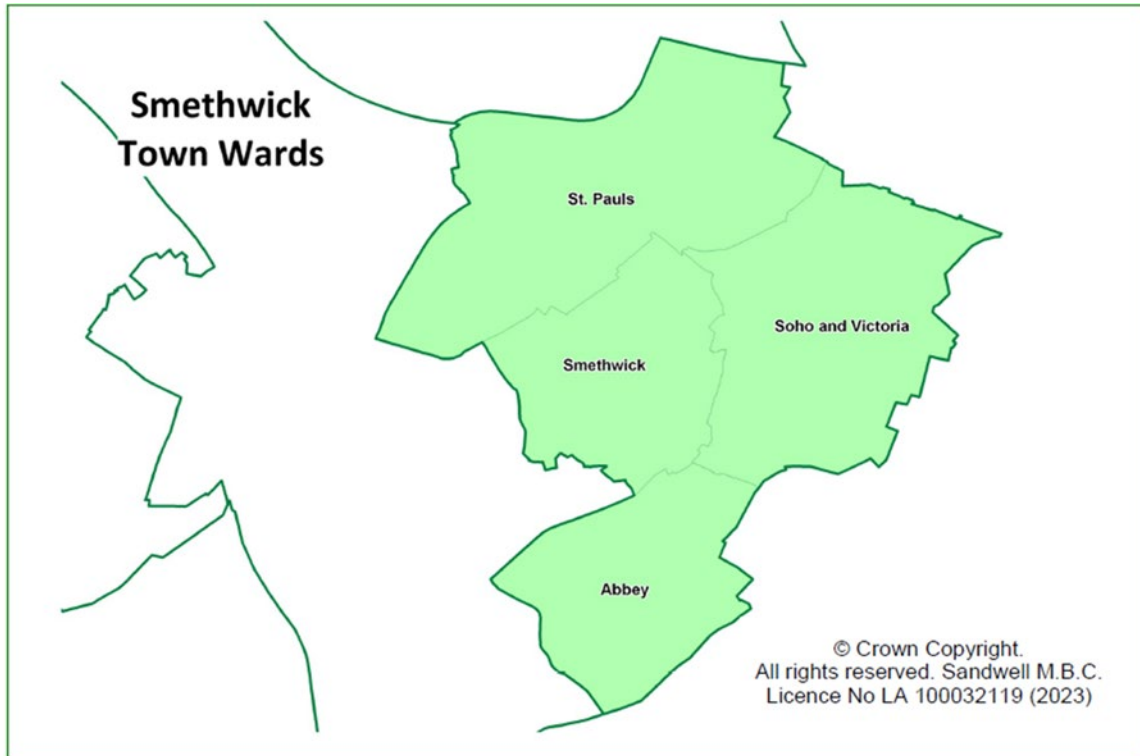 Smethwick
Town Wards
St. Pauls
Soho and Victoria
Smethwick
Abbey
© Crown Copyright.
All rights reserved. Sandwell M.B.C.
Licence No LA 100032119 (2023)